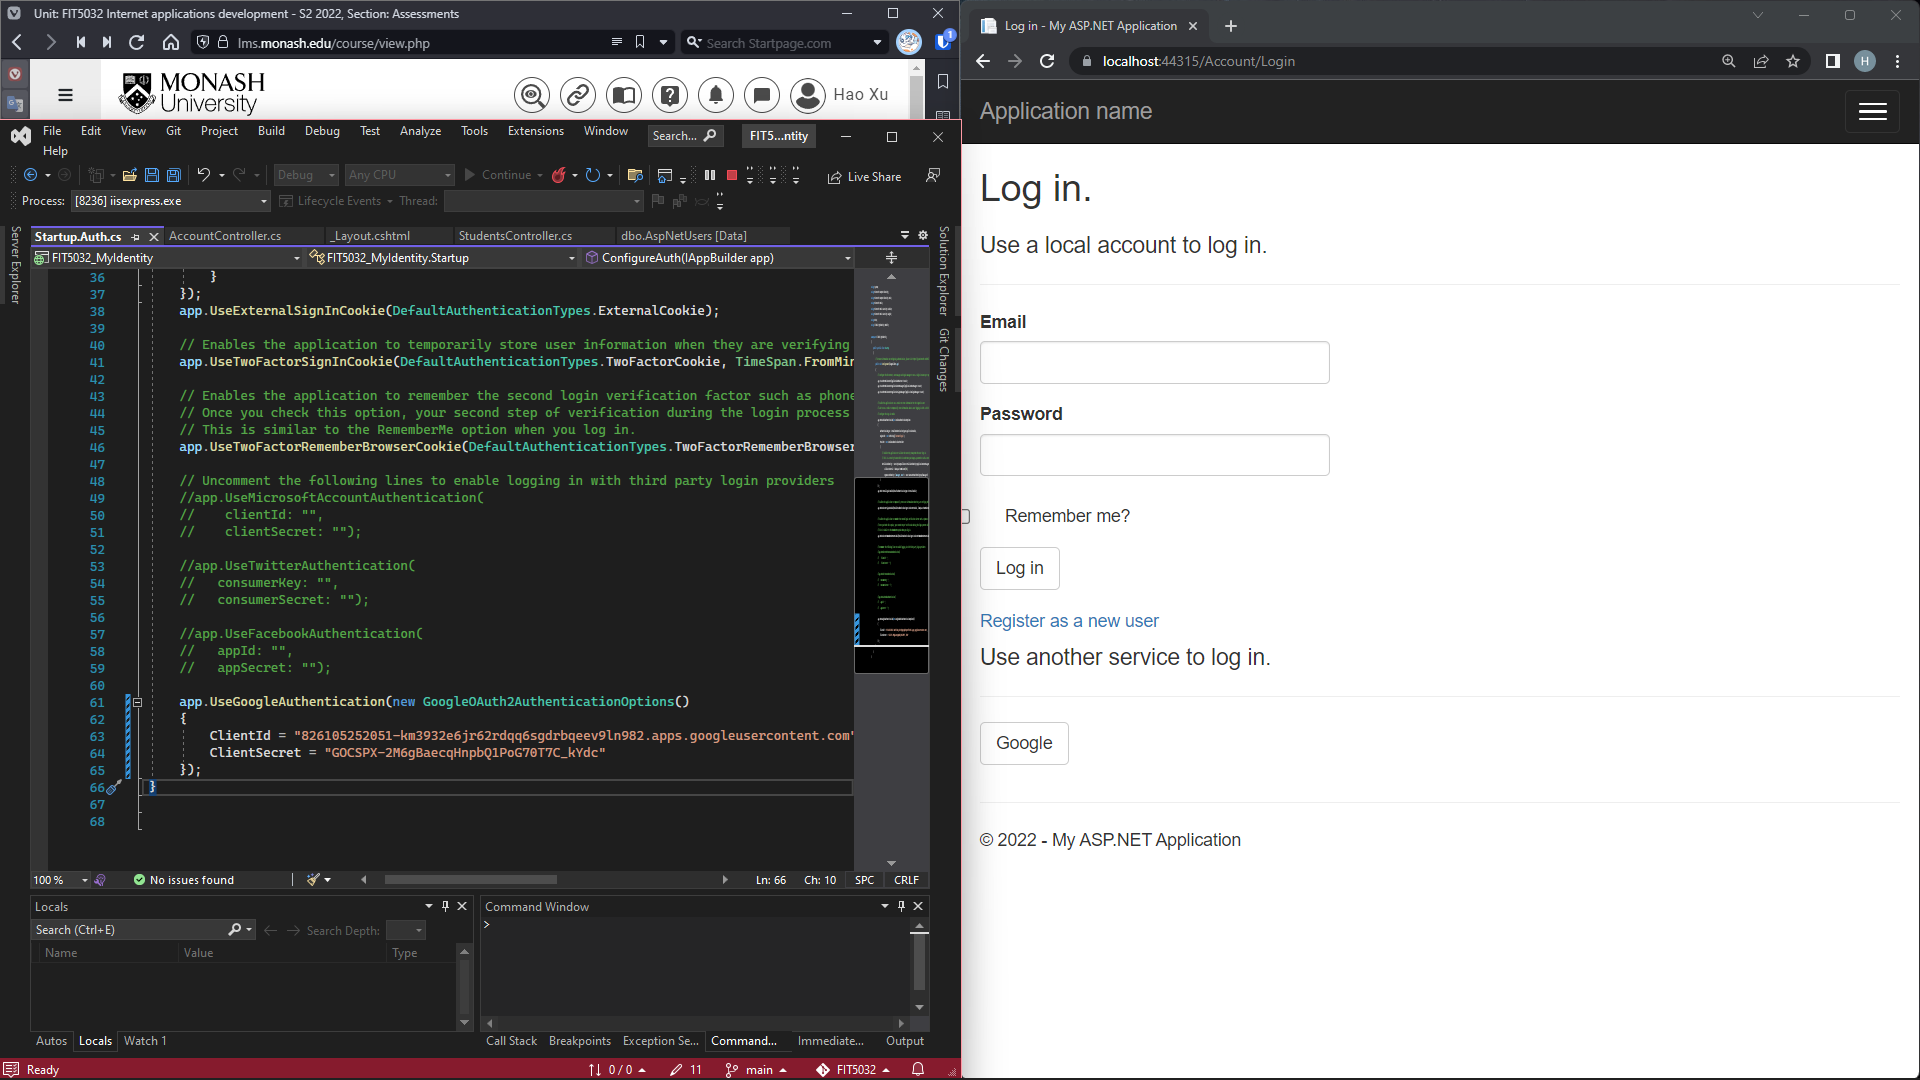 Unit: FIT5032 Internet applications development - S2 2022, Section: Assessments
lms.monash.edu/course/view.php
Search Startpage.com
1
MONASH
University
Hao Xu
File Edit View Git Project Build Debug Test Analyze Tools Extensions Window
Help
Search...
FIT5...ntity
Debug
Any CPU
Continue
Live Share
Process: [8236] iisexpress.exe
Lifecycle Events
Thread:
Server Explorer
Startup.Auth.cs
AccountController.cs
_Layout.cshtml
StudentsController.cs
dbo.AspNetUsers [Data]
FIT5032_MyIdentity
FIT5032_MyIdentity.Startup
ConfigureAuth(IAppBuilder app)
Solution Explorer
Git Changes
36 }
37 });
38 app.UseExternalSignInCookie(DefaultAuthenticationTypes.ExternalCookie);
39
40 // Enables the application to temporarily store user information when they are verifying
41 app.UseTwoFactorSignInCookie(DefaultAuthenticationTypes.TwoFactorCookie, TimeSpan.FromMin
42
43 // Enables the application to remember the second login verification factor such as phone
44 // Once you check this option, your second step of verification during the login process
45 // This is similar to the RememberMe option when you log in.
46 app.UseTwoFactorRememberBrowserCookie(DefaultAuthenticationTypes.TwoFactorRememberBrowser
47
48 // Uncomment the following lines to enable logging in with third party login providers
49 //app.UseMicrosoftAccountAuthentication(
50 //    clientId: "",
51 //    clientSecret: "");
52
53 //app.UseTwitterAuthentication(
54 //   consumerKey: "",
55 //   consumerSecret: "");
56
57 //app.UseFacebookAuthentication(
58 //   appId: "",
59 //   appSecret: "");
60
61 app.UseGoogleAuthentication(new GoogleOAuth2AuthenticationOptions()
62 {
63 ClientId = "826105252051-km3932e6jr62rdqq6sgdrbqeev9ln982.apps.googleusercontent.com"
64 ClientSecret = "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"
65 });
66 }
67
68
100 %
No issues found
Ln: 66 Ch: 10 SPC CRLF
Locals
Search (Ctrl+E)
Search Depth:
Name Value Type
Autos Locals Watch 1
Command Window
>
Call Stack Breakpoints Exception Se... Command... Immediate... Output
Ready
0 / 0
11
main
FIT5032
Log in - My ASP.NET Application
localhost:44315/Account/Login
H
Application name
Log in.
Use a local account to log in.
Email
Password
Remember me?
Log in
Register as a new user
Use another service to log in.
Google
© 2022 - My ASP.NET Application